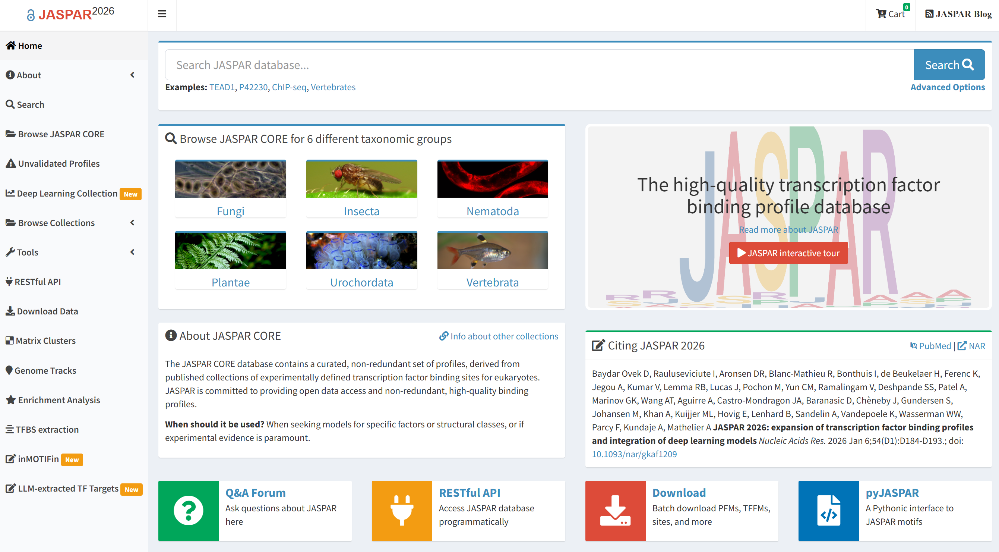 JASPAR2026
Cart 0
JASPAR Blog
Home
About
Search
Browse JASPAR CORE
Unvalidated Profiles
Deep Learning Collection New
Browse Collections
Tools
RESTful API
Download Data
Matrix Clusters
Genome Tracks
Enrichment Analysis
TFBS extraction
inMOTIFin New
LLM-extracted TF Targets New
Search JASPAR database...
Search
Examples: TEAD1, P42230, ChIP-seq, Vertebrates
Advanced Options
Browse JASPAR CORE for 6 different taxonomic groups
Fungi
Insecta
Nematoda
Plantae
Urochordata
Vertebrata
JASPAR
The high-quality transcription factor
binding profile database
Read more about JASPAR
JASPAR interactive tour
About JASPAR CORE
Info about other collections
The JASPAR CORE database contains a curated, non-redundant set of profiles, derived from
published collections of experimentally defined transcription factor binding sites for eukaryotes.
JASPAR is committed to providing open data access and non-redundant, high-quality binding
profiles.
When should it be used? When seeking models for specific factors or structural classes, or if
experimental evidence is paramount.
Citing JASPAR 2026
PubMed | NAR
Baydar Ovek D, Rauluseviciute I, Aronsen DR, Blanc-Mathieu R, Bonthuis I, de Beukelaer H, Ferenc K,
Jegou A, Kumar V, Lemma RB, Lucas J, Pochon M, Yun CM, Ramalingam V, Deshpande SS, Patel A,
Marinov GK, Wang AT, Aguirre A, Castro-Mondragon JA, Baranasic D, Chèneby J, Gundersen S,
Johansen M, Khan A, Kuijjer ML, Hovig E, Lenhard B, Sandelin A, Vandepoele K, Wasserman WW,
Parcy F, Kundaje A, Mathelier A JASPAR 2026: expansion of transcription factor binding profiles
and integration of deep learning models Nucleic Acids Res. 2026 Jan 6;54(D1):D184-D193.; doi:
10.1093/nar/gkaf1209
Q&A Forum
Ask questions about JASPAR
here
RESTful API
Access JASPAR database
programmatically
Download
Batch download PFMs, TFFMs,
sites, and more
pyJASPAR
A Pythonic interface to
JASPAR motifs